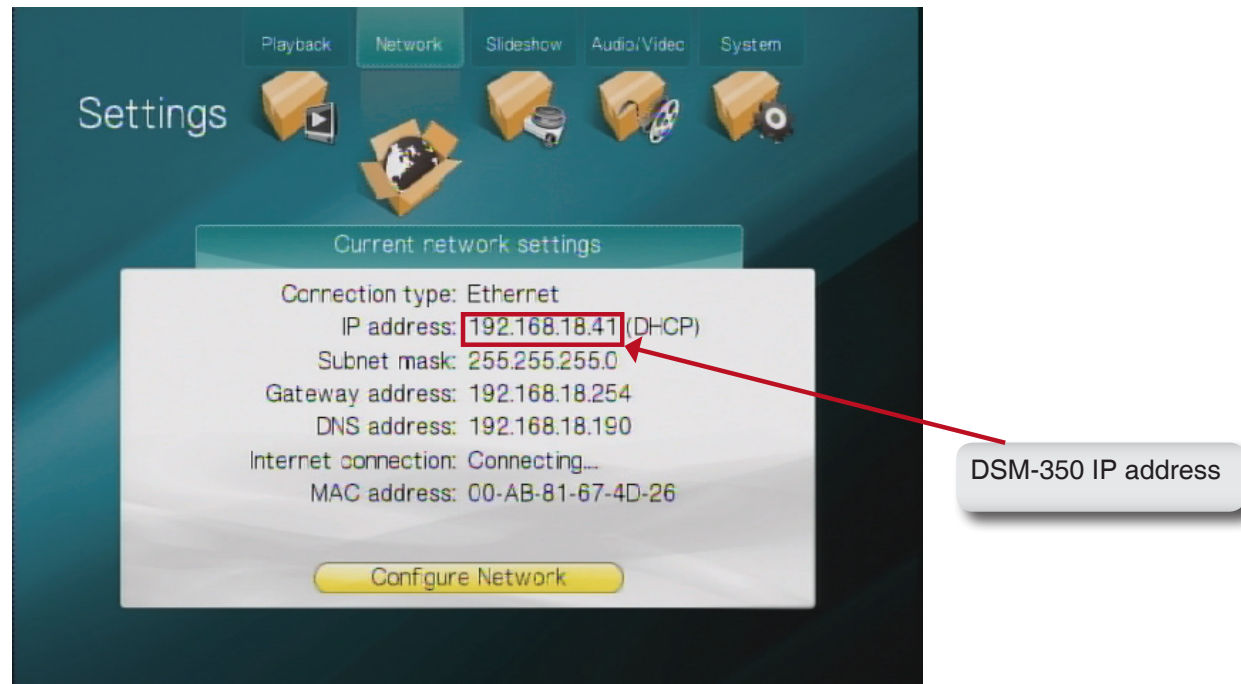 Playback Network Slideshow Audio/Video System
Settings
Current network settings
Connection type: Ethernet
IP address: 192.168.18.41 (DHCP)
Subnet mask: 255.255.255.0
Gateway address: 192.168.18.254
DNS address: 192.168.18.190
Internet connection: Connecting...
MAC address: 00-AB-81-67-4D-26
DSM-350 IP address
Configure Network